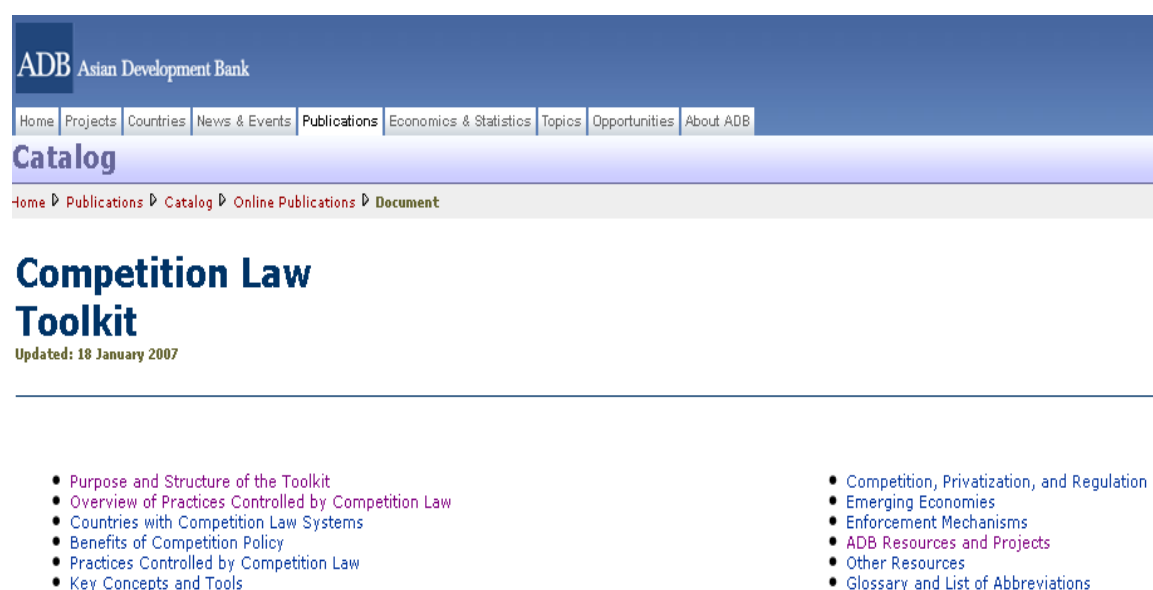 ADB Asian Development Bank
Home Projects Countries News & Events Publications Economics & Statistics Topics Opportunities About ADB
Catalog
Home Publications Catalog Online Publications Document
Competition Law
Toolkit
Updated: 18 January 2007
Purpose and Structure of the Toolkit
Overview of Practices Controlled by Competition Law
Countries with Competition Law Systems
Benefits of Competition Policy
Practices Controlled by Competition Law
Key Concepts and Tools
Competition, Privatization, and Regulation
Emerging Economies
Enforcement Mechanisms
ADB Resources and Projects
Other Resources
Glossary and List of Abbreviations